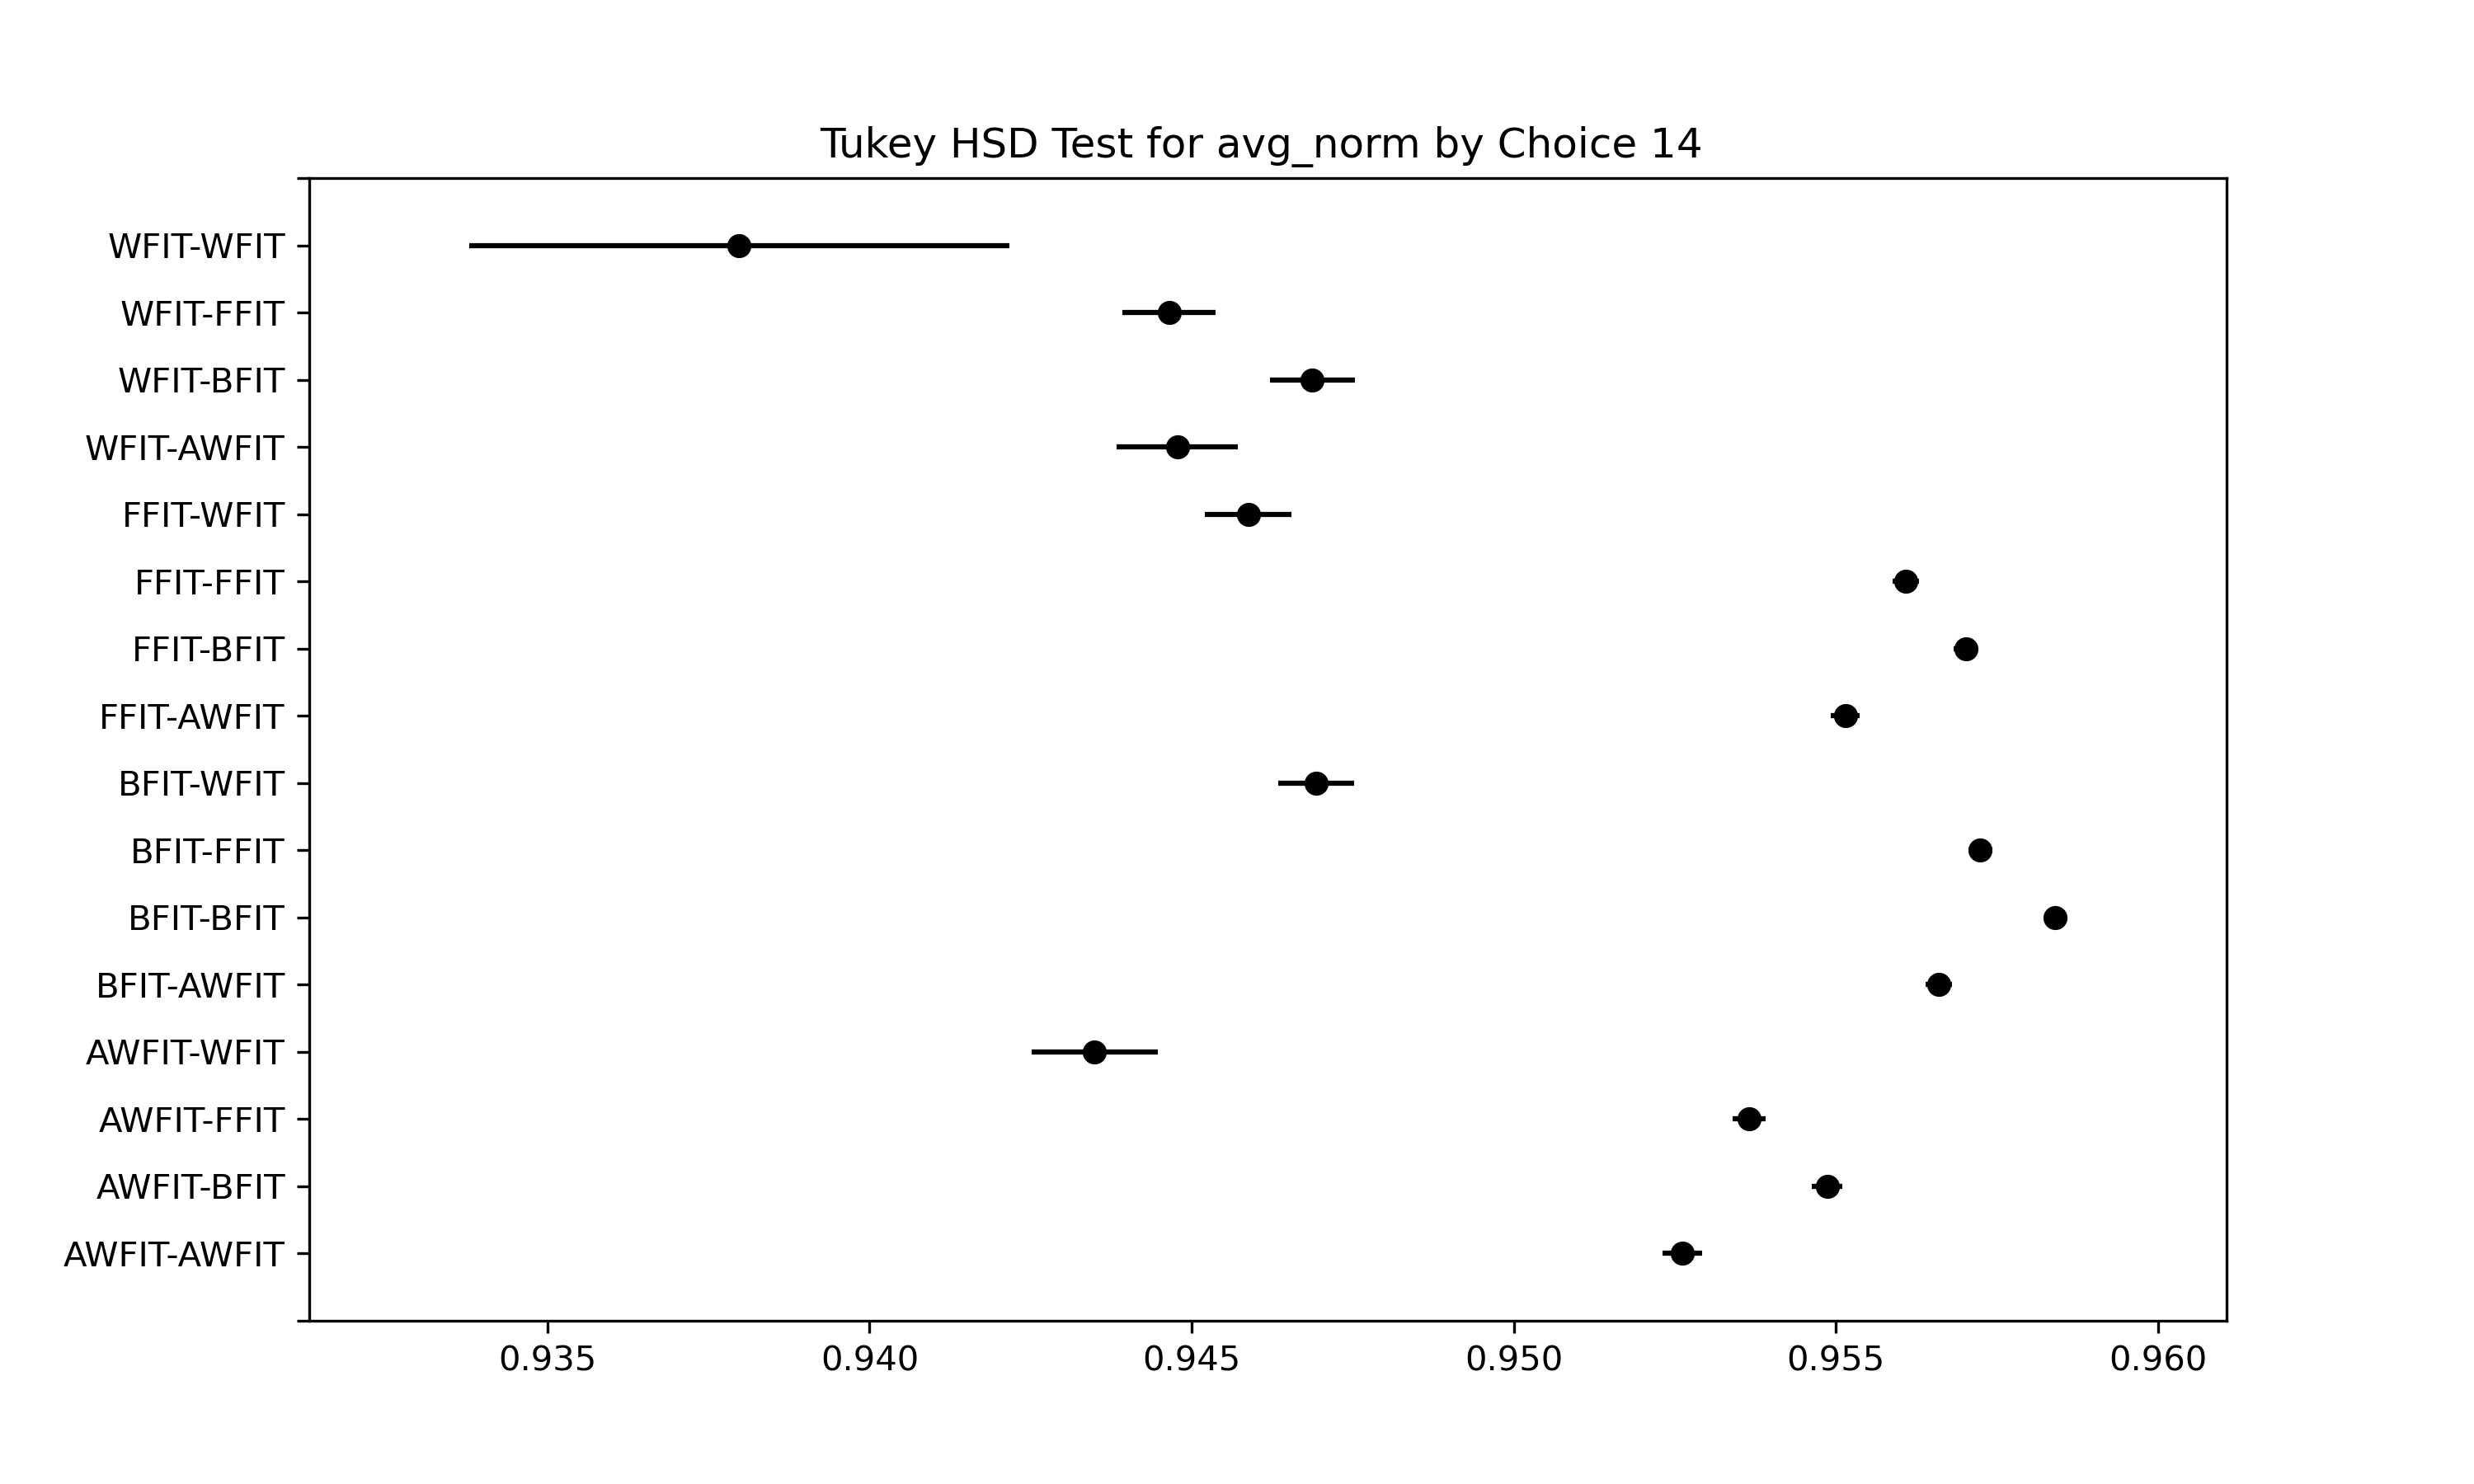 Tukey HSD Test for avg_norm by Choice 14
WFIT-WFIT
WFIT-FFIT
WFIT-BFIT
WFIT-AWFIT
FFIT-WFIT
FFIT-FFIT
FFIT-BFIT
FFIT-AWFIT
BFIT-WFIT
BFIT-FFIT
BFIT-BFIT
BFIT-AWFIT
AWFIT-WFIT
AWFIT-FFIT
AWFIT-BFIT
AWFIT-AWFIT
0.935 0.940 0.945 0.950 0.955 0.960